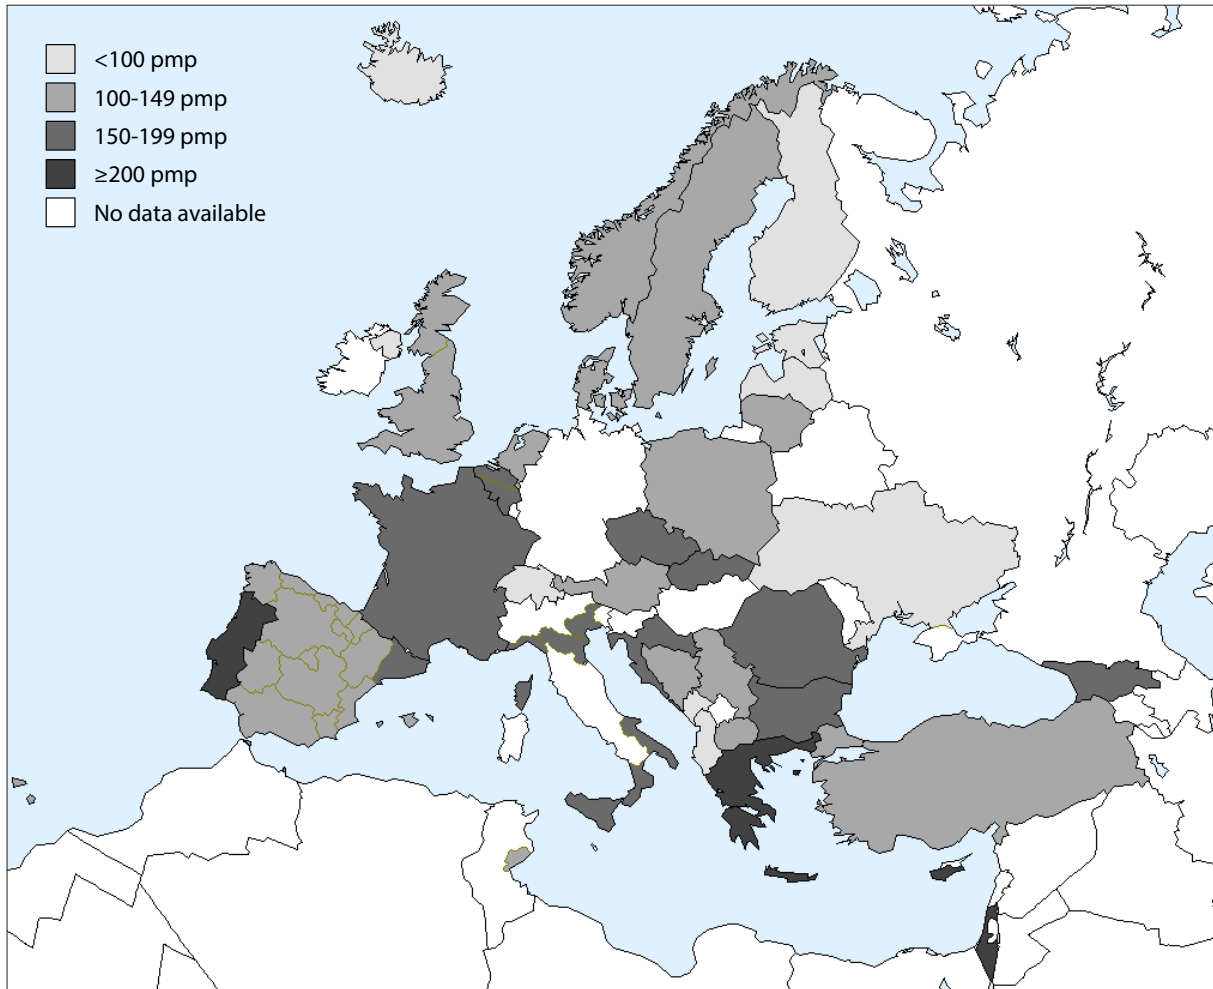 <100 pmp
100-149 pmp
150-199 pmp
≥200 pmp
No data available